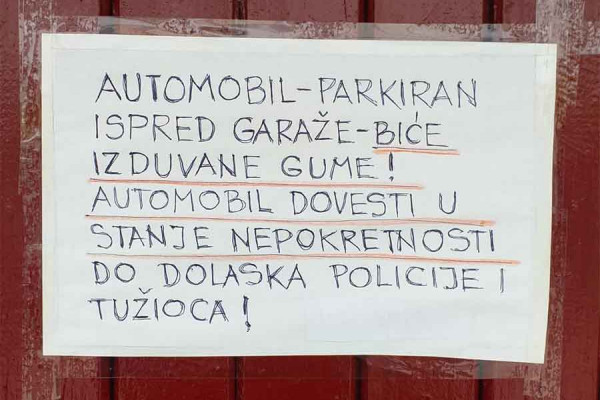 AUTOMOBIL-PARKIRAN
ISPRED GARAŽE-BIĆE
IZDUVANE GUME!
AUTOMOBIL DOVESTI U
STANJE NEPOKRETNOSTI
DO DOLASKA POLICIJE I
TUŽIOCA!